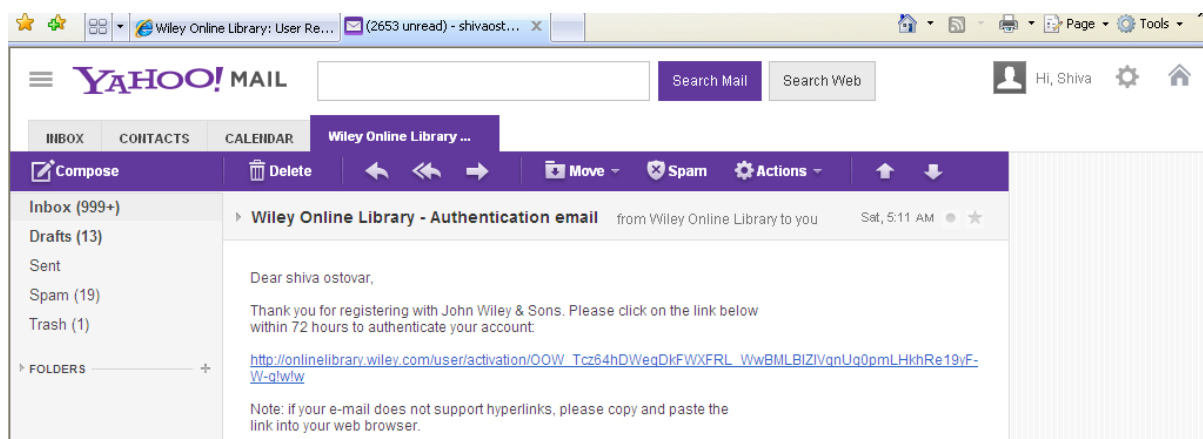 Wiley Online Library: User Re... (2653 unread) - shivaost... X Page Tools
YAHOO! MAIL Search Mail Search Web Hi, Shiva
INBOX CONTACTS CALENDAR Wiley Online Library ...
Compose Delete Move Spam Actions
Inbox (999+)
Drafts (13)
Sent
Spam (19)
Trash (1)
FOLDERS +
Wiley Online Library - Authentication email from Wiley Online Library to you Sat, 5:11 AM
Dear shiva ostovar,
Thank you for registering with John Wiley & Sons. Please click on the link below
within 72 hours to authenticate your account:
http://onlinelibrary.wiley.com/user/activation/OOW_Tcz64hDWegDkFWXFRL_WwBMLBIZIVqnUg0pmLHkhRe19yF-
W-g!w!w
Note: if your e-mail does not support hyperlinks, please copy and paste the
link into your web browser.